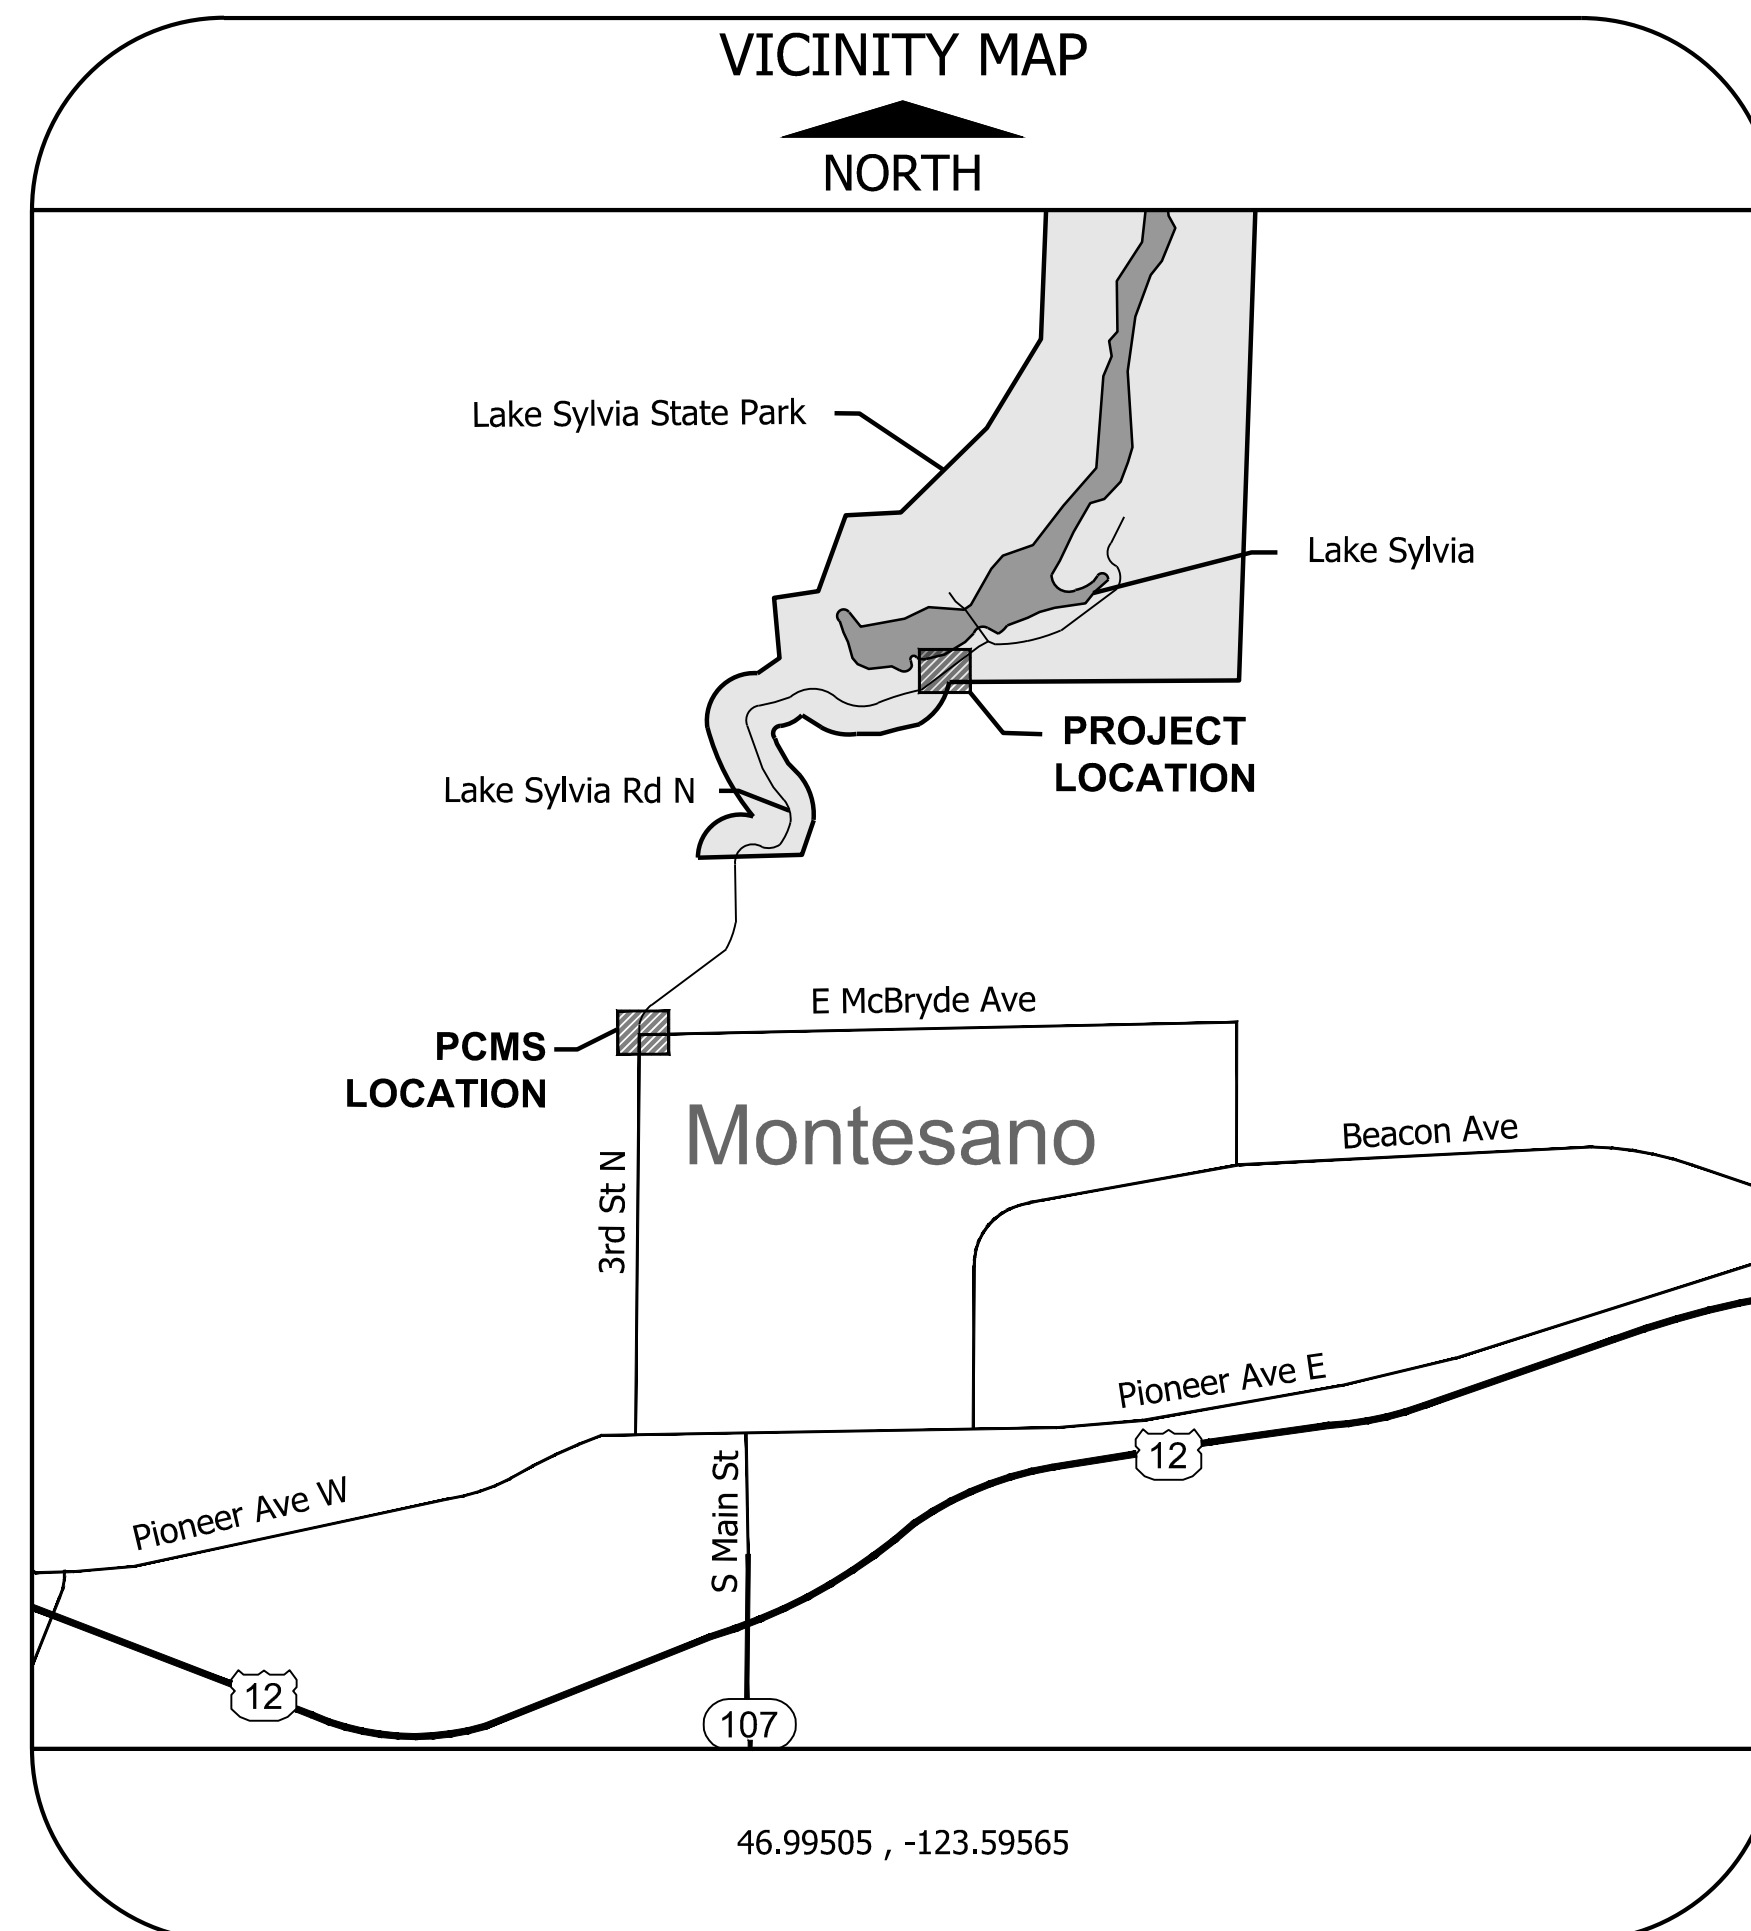 VICINITY MAP
NORTH
Lake Sylvia State Park
Lake Sylvia
PROJECT
LOCATION
Lake Sylvia Rd N
E McBryde Ave
PCMS
LOCATION
Montesano
Beacon Ave
3rd St N
Pioneer Ave E
12
S Main St
Pioneer Ave W
12
107
46.99505 , -123.59565